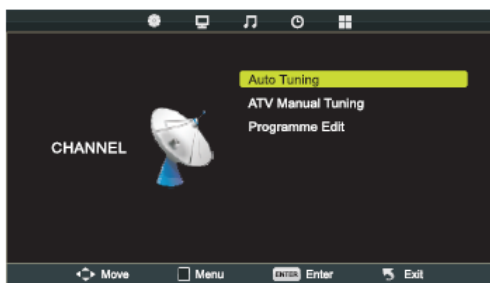 Auto Tuning
ATV Manual Tuning
Programme Edit
CHANNEL
Move Menu ENTER Enter Exit